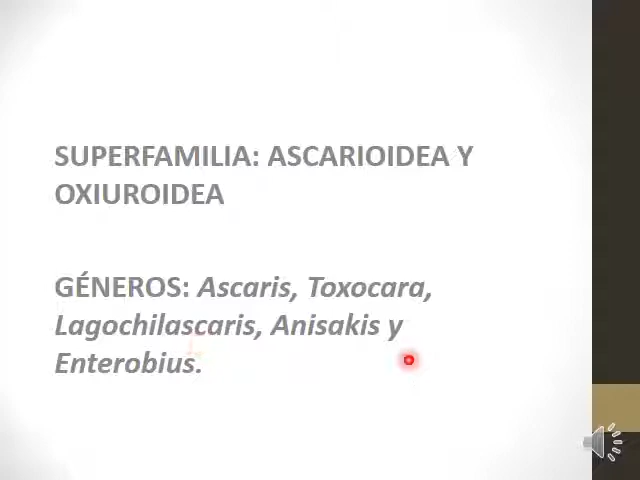 SUPERFAMILIA: ASCARIOIDEA Y
OXIUROIDEA
GÉNEROS: Ascaris, Toxocara,
Lagochilascaris, Anisakis y
Enterobius.